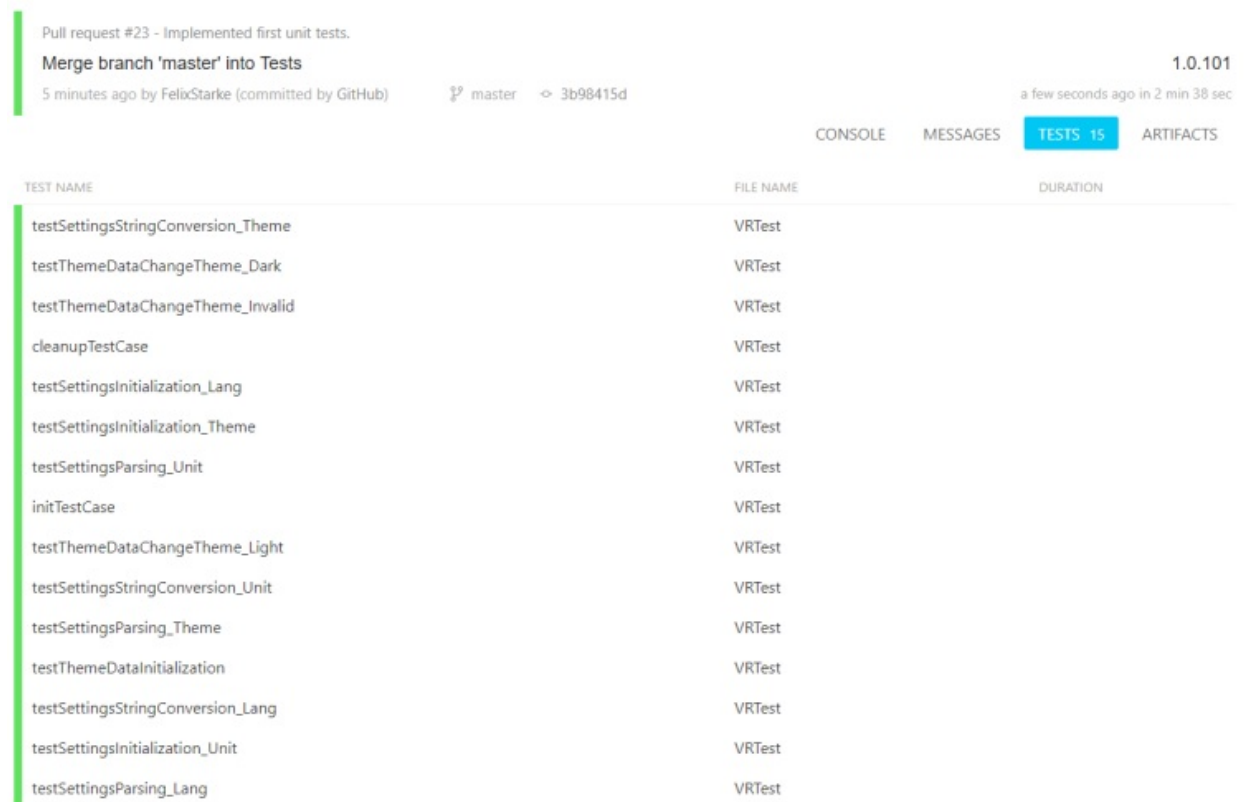 Pull request #23 - Implemented first unit tests.
Merge branch 'master' into Tests
1.0.101
5 minutes ago by FelixStarke (committed by GitHub)
master
3b98415d
a few seconds ago in 2 min 38 sec
CONSOLE MESSAGES TESTS 15 ARTIFACTS
TEST NAME FILE NAME DURATION
testSettingsStringConversion_Theme VRTest
testThemeDataChangeTheme_Dark VRTest
testThemeDataChangeTheme_Invalid VRTest
cleanupTestCase VRTest
testSettingsInitialization_Lang VRTest
testSettingsInitialization_Theme VRTest
testSettingsParsing_Unit VRTest
initTestCase VRTest
testThemeDataChangeTheme_Light VRTest
testSettingsStringConversion_Unit VRTest
testSettingsParsing_Theme VRTest
testThemeDataInitialization VRTest
testSettingsStringConversion_Lang VRTest
testSettingsInitialization_Unit VRTest
testSettingsParsing_Lang VRTest